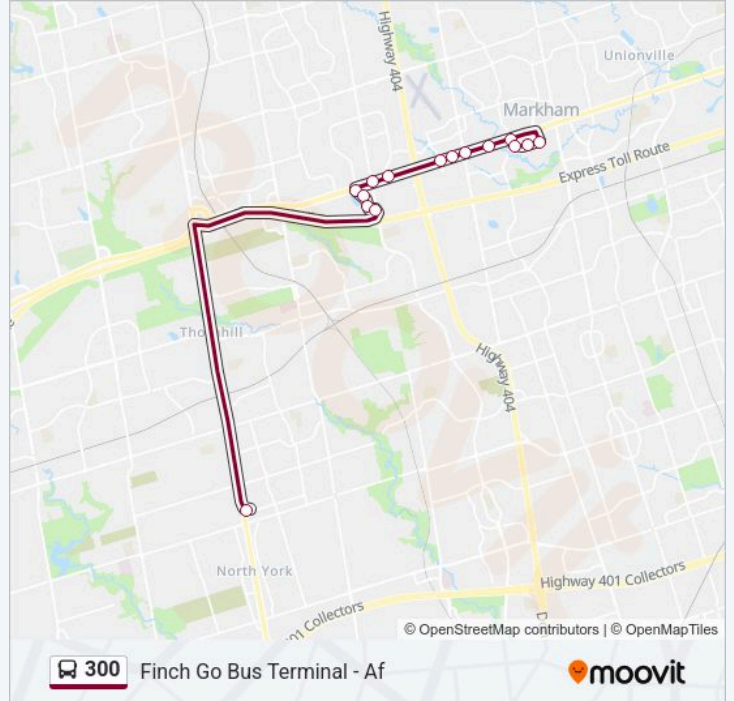 Highway 404
Unionville
Markham
Express Toll Route
Thornhill
Highway 404
North York
Highway 401 Collectors
401 Collectors
© OpenStreetMap contributors | © OpenMapTiles
300 Finch Go Bus Terminal - Af
moovit